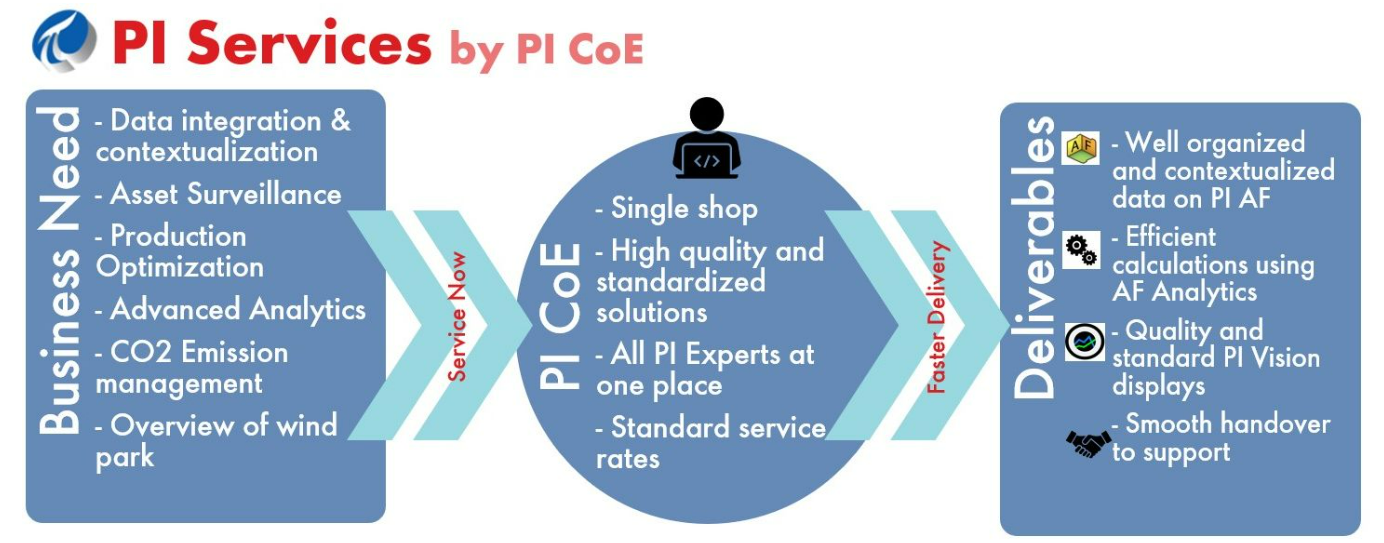 PI Services by PI CoE
Business Need
- Data integration &
contextualization
- Asset Surveillance
- Production
Optimization
- Advanced Analytics
- CO2 Emission
management
- Overview of wind
park
Service Now
PI CoE
</>
- Single shop
- High quality and
standardized
solutions
- All PI Experts at
one place
- Standard service
rates
Faster Delivery
Deliverables
AF
- Well organized
and contextualized
data on PI AF
- Efficient
calculations using
AF Analytics
- Quality and
standard PI Vision
displays
- Smooth handover
to support